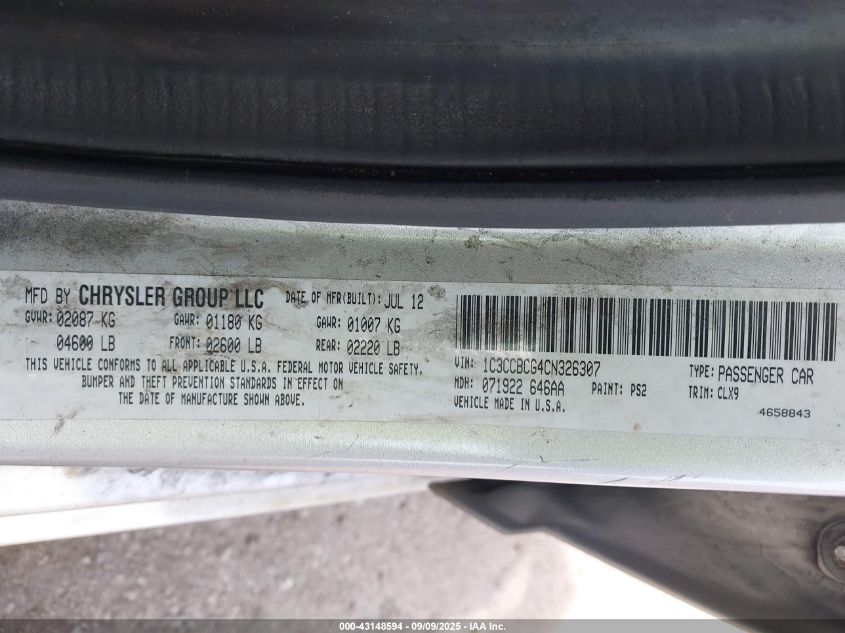 MFD BY CHRYSLER GROUP LLC DATE OF MFR(BUILT): JUL 12
GVWR: 02087 KG GAWR: 01180 KG GAWR: 01007 KG
04600 LB FRONT: 02600 LB REAR: 02220 LB
THIS VEHICLE CONFORMS TO ALL APPLICABLE U.S.A. FEDERAL MOTOR VEHICLE SAFETY,
BUMPER AND THEFT PREVENTION STANDARDS IN EFFECT ON
THE DATE OF MANUFACTURE SHOWN ABOVE.
VIN: 1C3CCBCG4CN326307 TYPE: PASSENGER CAR
MDH: 071922 646AA PAINT: PS2 TRIM: CLX9
VEHICLE MADE IN U.S.A. 4658843
000-43148594 - 09/09/2025 - IAA, Inc.